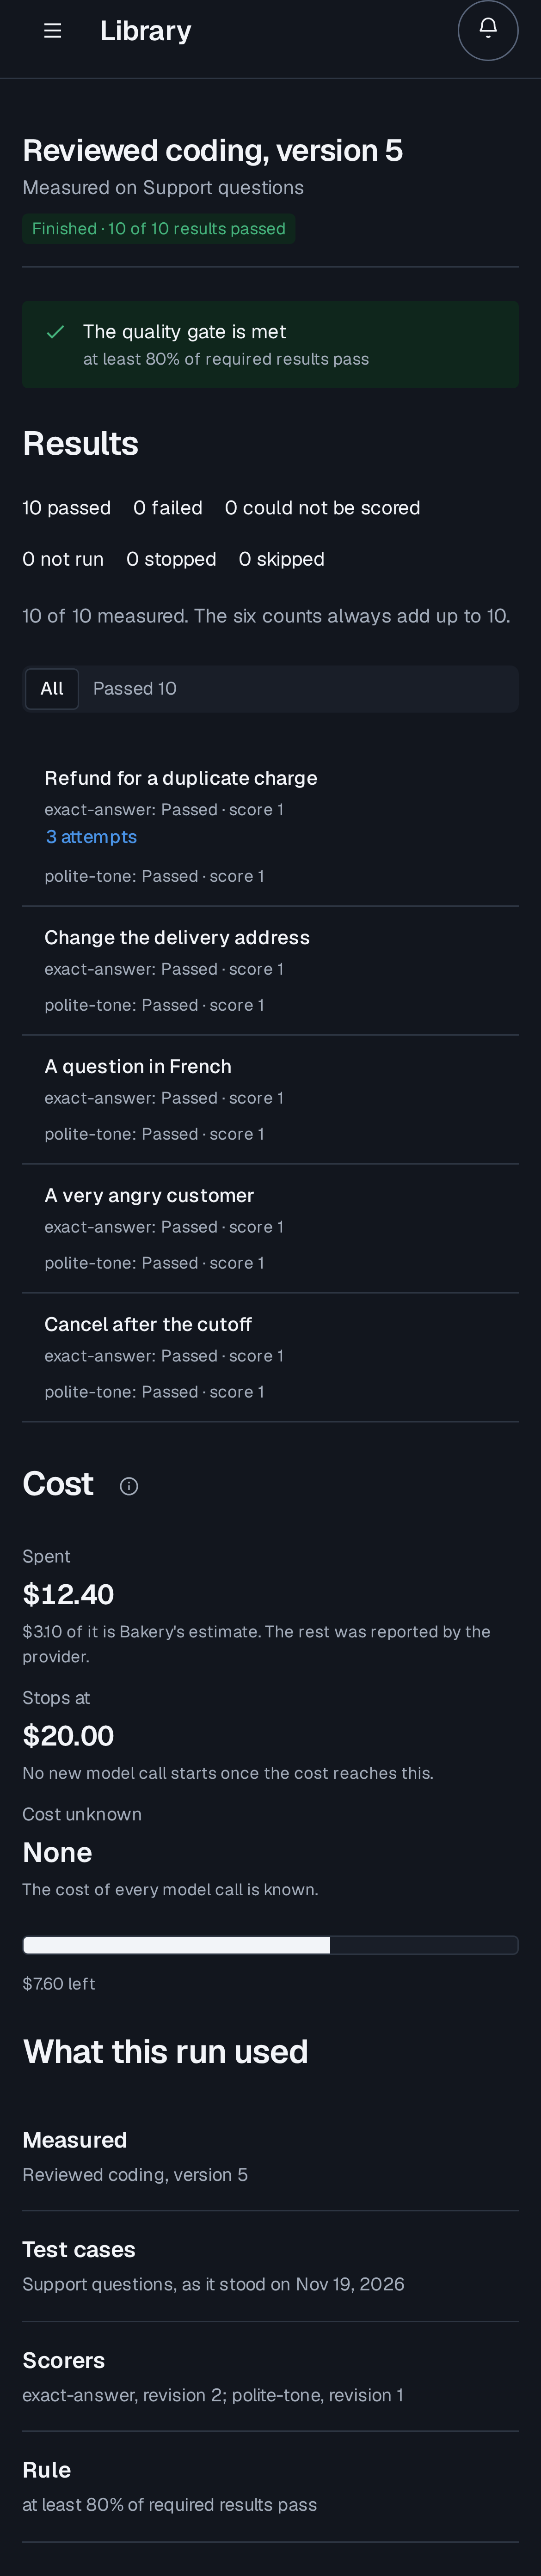 Library
Reviewed coding, version 5
Measured on Support questions
Finished · 10 of 10 results passed
The quality gate is met
at least 80% of required results pass
Results
10 passed 0 failed 0 could not be scored
0 not run 0 stopped 0 skipped
10 of 10 measured. The six counts always add up to 10.
All Passed 10
Refund for a duplicate charge
exact-answer: Passed · score 1
3 attempts
polite-tone: Passed · score 1
Change the delivery address
exact-answer: Passed · score 1
polite-tone: Passed · score 1
A question in French
exact-answer: Passed · score 1
polite-tone: Passed · score 1
A very angry customer
exact-answer: Passed · score 1
polite-tone: Passed · score 1
Cancel after the cutoff
exact-answer: Passed · score 1
polite-tone: Passed · score 1
Cost
Spent
$12.40
$3.10 of it is Bakery's estimate. The rest was reported by the
provider.
Stops at
$20.00
No new model call starts once the cost reaches this.
Cost unknown
None
The cost of every model call is known.
$7.60 left
What this run used
Measured
Reviewed coding, version 5
Test cases
Support questions, as it stood on Nov 19, 2026
Scorers
exact-answer, revision 2; polite-tone, revision 1
Rule
at least 80% of required results pass